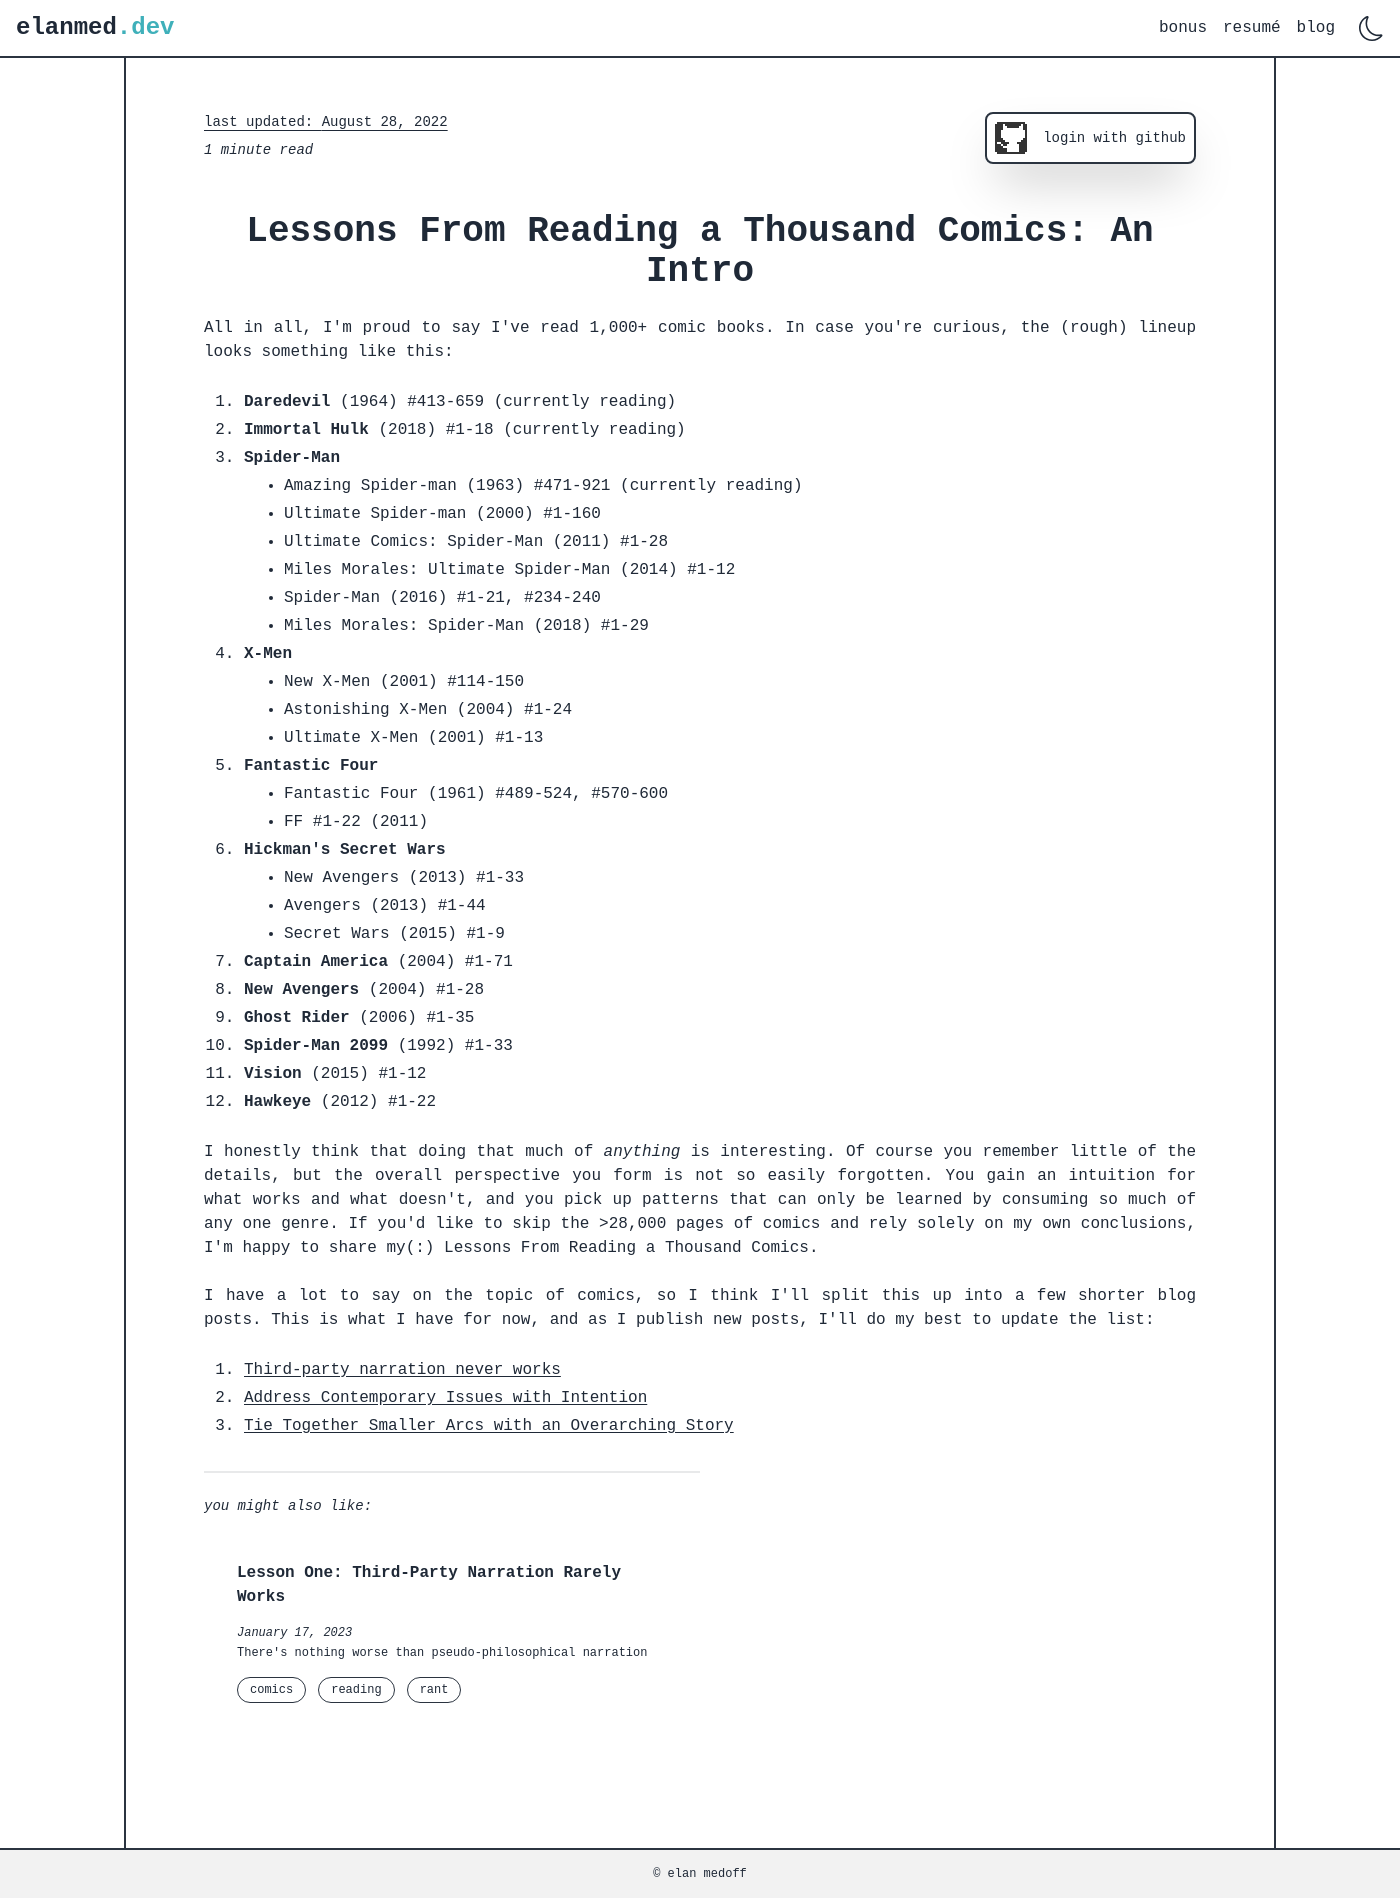 elanmed.dev
bonus resumé blog
last updated: August 28, 2022
1 minute read
login with github
Lessons From Reading a Thousand Comics: An
Intro
All in all, I'm proud to say I've read 1,000+ comic books. In case you're curious, the (rough) lineup
looks something like this:
1. Daredevil (1964) #413-659 (currently reading)
2. Immortal Hulk (2018) #1-18 (currently reading)
3. Spider-Man
• Amazing Spider-man (1963) #471-921 (currently reading)
• Ultimate Spider-man (2000) #1-160
• Ultimate Comics: Spider-Man (2011) #1-28
• Miles Morales: Ultimate Spider-Man (2014) #1-12
• Spider-Man (2016) #1-21, #234-240
• Miles Morales: Spider-Man (2018) #1-29
4. X-Men
• New X-Men (2001) #114-150
• Astonishing X-Men (2004) #1-24
• Ultimate X-Men (2001) #1-13
5. Fantastic Four
• Fantastic Four (1961) #489-524, #570-600
• FF #1-22 (2011)
6. Hickman's Secret Wars
• New Avengers (2013) #1-33
• Avengers (2013) #1-44
• Secret Wars (2015) #1-9
7. Captain America (2004) #1-71
8. New Avengers (2004) #1-28
9. Ghost Rider (2006) #1-35
10. Spider-Man 2099 (1992) #1-33
11. Vision (2015) #1-12
12. Hawkeye (2012) #1-22
I honestly think that doing that much of anything is interesting. Of course you remember little of the
details, but the overall perspective you form is not so easily forgotten. You gain an intuition for
what works and what doesn't, and you pick up patterns that can only be learned by consuming so much of
any one genre. If you'd like to skip the >28,000 pages of comics and rely solely on my own conclusions,
I'm happy to share my(:) Lessons From Reading a Thousand Comics.
I have a lot to say on the topic of comics, so I think I'll split this up into a few shorter blog
posts. This is what I have for now, and as I publish new posts, I'll do my best to update the list:
1. Third-party narration never works
2. Address Contemporary Issues with Intention
3. Tie Together Smaller Arcs with an Overarching Story
you might also like:
Lesson One: Third-Party Narration Rarely
Works
January 17, 2023
There's nothing worse than pseudo-philosophical narration
comics reading rant
© elan medoff